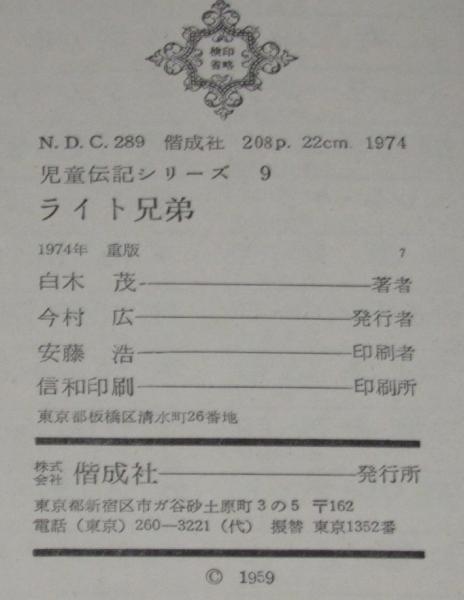 検印
省略
N.D.C.289 偕成社 208p. 22cm. 1974
児童伝記シリーズ 9
ライト兄弟
1974年 重版 7
白木 茂――――著者
今村 広――――発行者
安藤 浩――――印刷者
信和印刷――――印刷所
東京都板橋区清水町26番地
株式会社 偕成社――――発行所
東京都新宿区市ガ谷砂土原町3の5 〒162
電話(東京)260―3221(代) 振替 東京1352番
© 1959